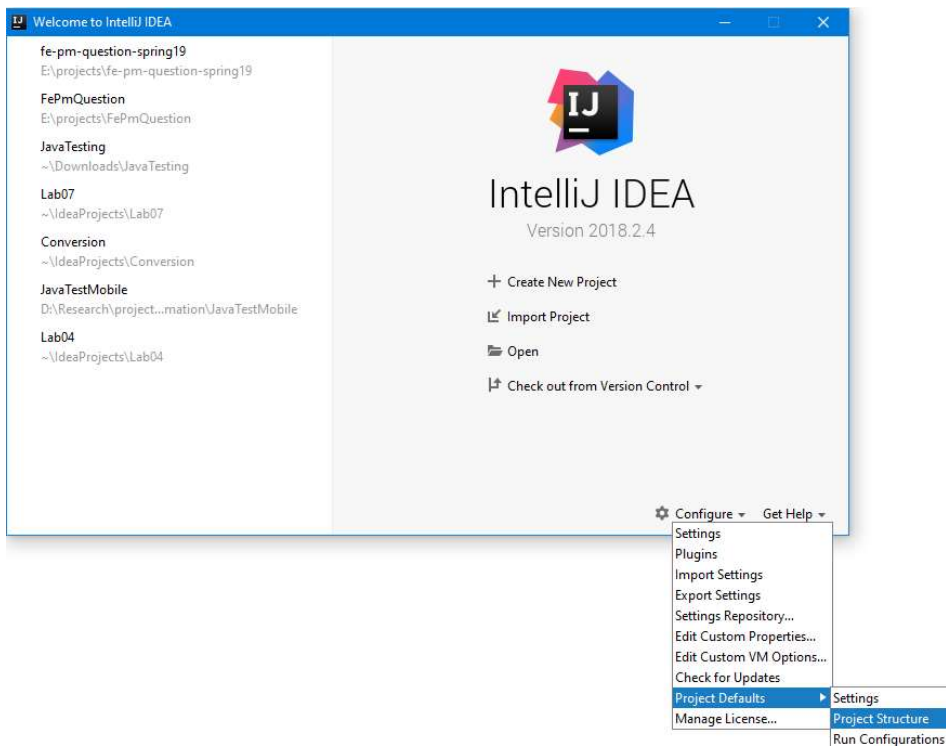 Welcome to IntelliJ IDEA
fe-pm-question-spring19
E:\projects\fe-pm-question-spring19
FePmQuestion
E:\projects\FePmQuestion
JavaTesting
~\Downloads\JavaTesting
Lab07
~\IdeaProjects\Lab07
Conversion
~\IdeaProjects\Conversion
JavaTestMobile
D:\Research\project...mation\JavaTestMobile
Lab04
~\IdeaProjects\Lab04
IJ
IntelliJ IDEA
Version 2018.2.4
Create New Project
Import Project
Open
Check out from Version Control
Configure Get Help
Settings
Plugins
Import Settings
Export Settings
Settings Repository...
Edit Custom Properties...
Edit Custom VM Options...
Check for Updates
Project Defaults
Manage License...
Settings
Project Structure
Run Configurations